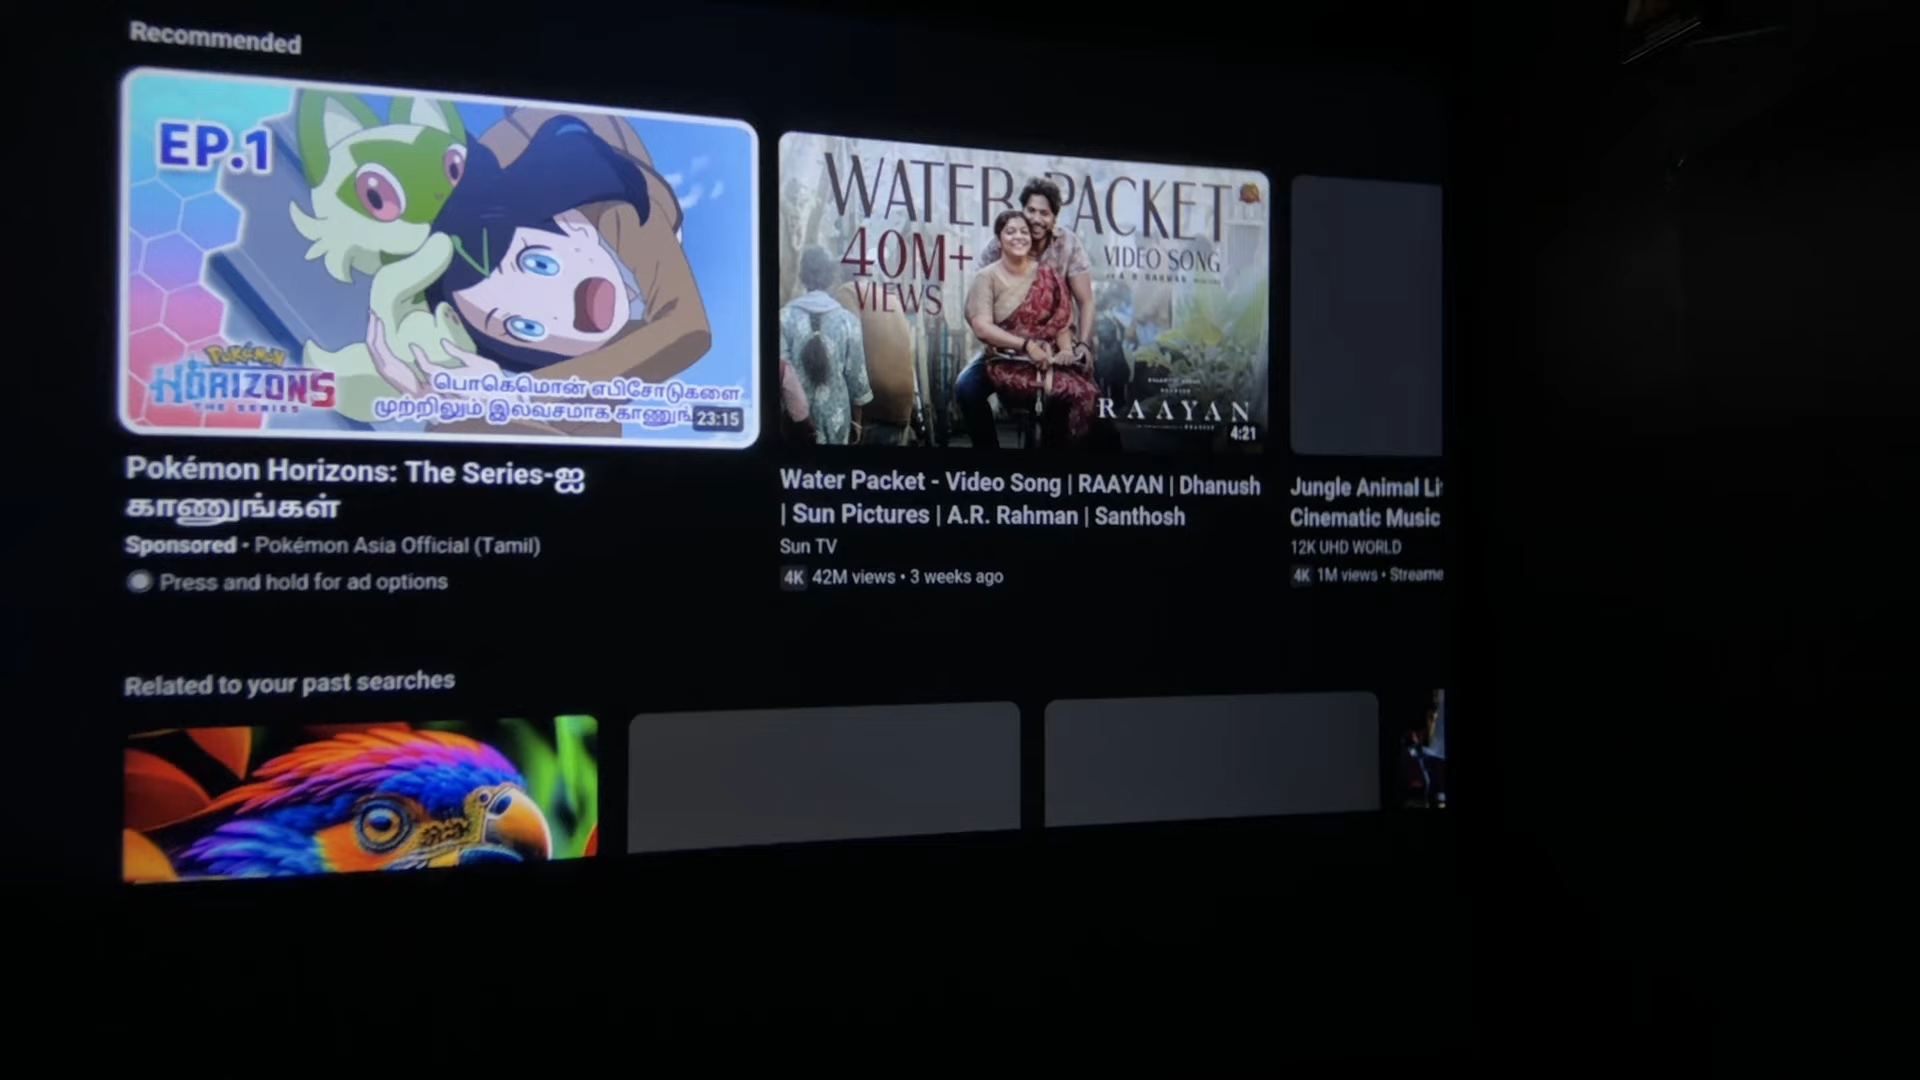 Recommended
EP.1
POKÉMON
HORIZONS
THE SERIES
பொகெமொன் எபிசோடுகளை
முற்றிலும் இலவசமாக காணுங்
23:15
Pokémon Horizons: The Series-ஐ
காணுங்கள்
Sponsored • Pokémon Asia Official (Tamil)
Press and hold for ad options
WATER PACKET
40M+
VIEWS
VIDEO SONG
RAAYAN
4:21
Water Packet - Video Song | RAAYAN | Dhanush
| Sun Pictures | A.R. Rahman | Santhosh
Sun TV
4K 42M views • 3 weeks ago
Jungle Animal Li
Cinematic Music
12K UHD WORLD
4K 1M views • Streame
Related to your past searches